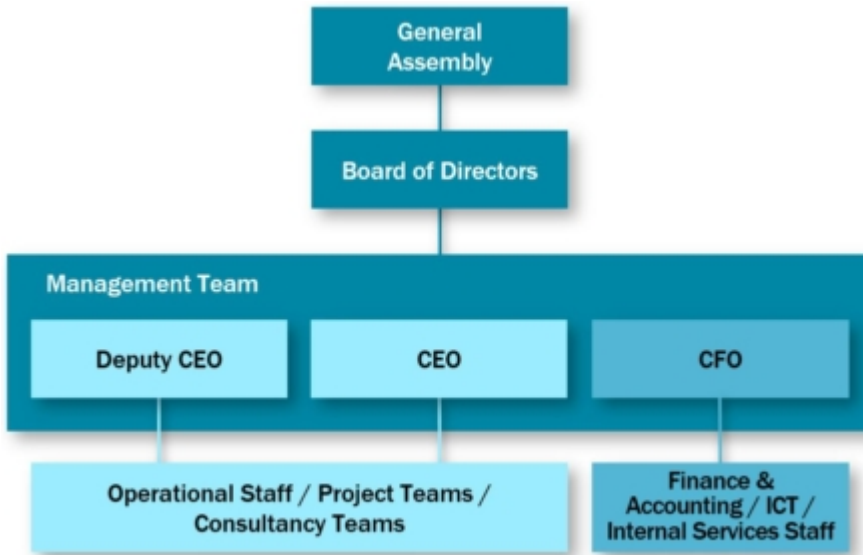 General
Assembly
Board of Directors
Management Team
Deputy CEO
CEO
CFO
Operational Staff / Project Teams /
Consultancy Teams
Finance &
Accounting / ICT /
Internal Services Staff